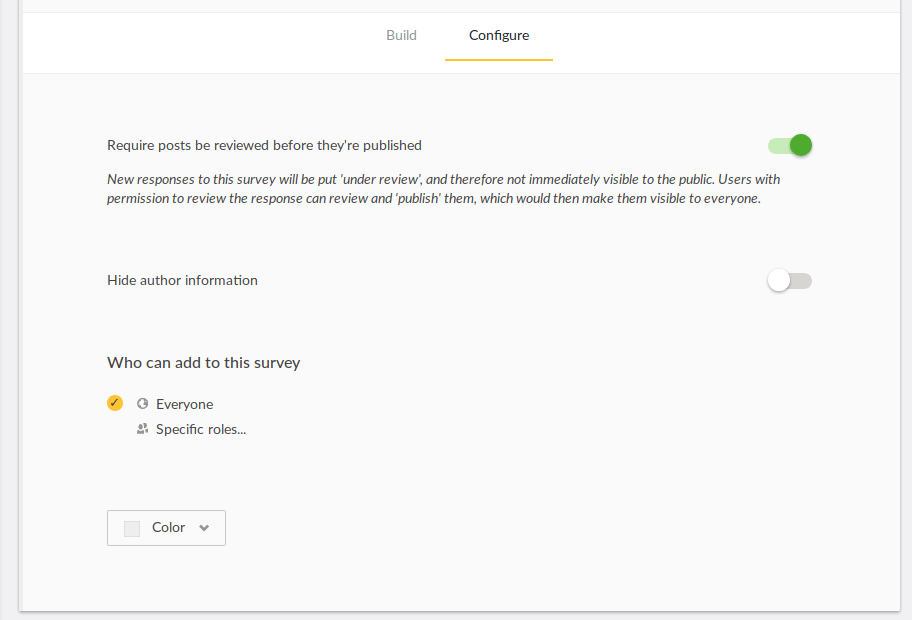 Build
Configure
Require posts be reviewed before they're published
New responses to this survey will be put 'under review', and therefore not immediately visible to the public. Users with
permission to review the response can review and 'publish' them, which would then make them visible to everyone.
Hide author information
Who can add to this survey
Everyone
Specific roles...
Color